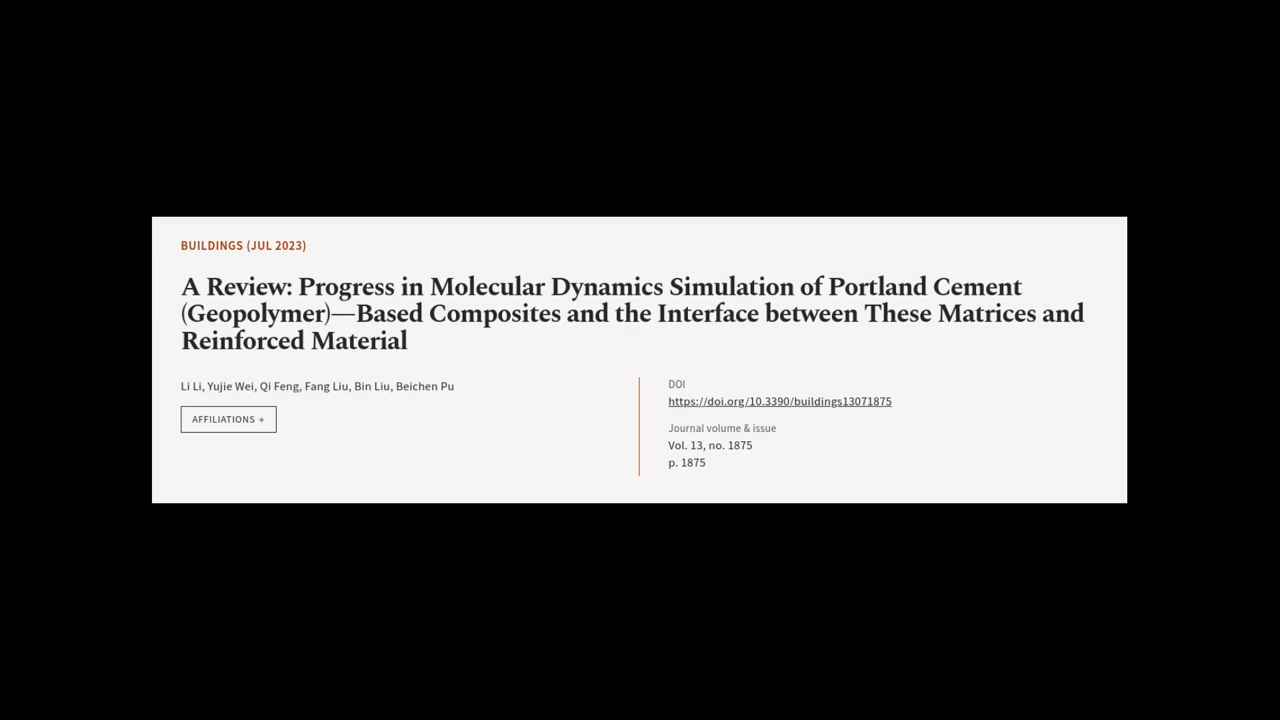 BUILDINGS (JUL 2023)
A Review: Progress in Molecular Dynamics Simulation of Portland Cement
(Geopolymer)—Based Composites and the Interface between These Matrices and
Reinforced Material
Li Li, Yujie Wei, Qi Feng, Fang Liu, Bin Liu, Beichen Pu
AFFILIATIONS +
DOI
https://doi.org/10.3390/buildings13071875
Journal volume & issue
Vol. 13, no. 1875
p. 1875